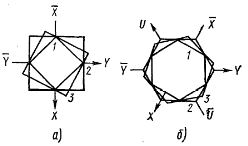 X̅
Y̅ 1 2 Y
3
X
а)
U X̅
1
Y̅ Y
3
X 2 U̅
б)